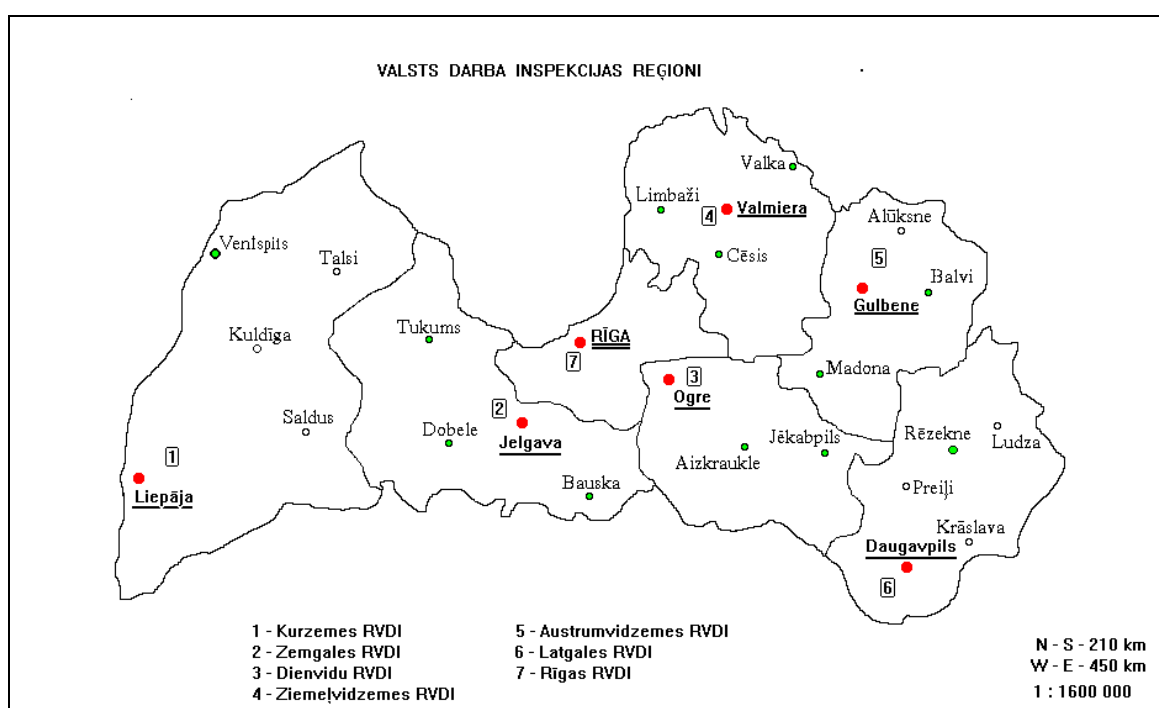 VALSTS DARBA INSPEKCIJAS REĢIONI
Valka
Limbaži
4
Valmiera
Alūksne
Ventspils
Talsi
Cēsis
5
Balvi
Gulbene
Kuldīga
Tukums
RĪGA
7
Madona
3
Ogre
Saldus
Dobele
2
Jelgava
Jēkabpils
Aizkraukle
Rēzekne
Ludza
1
Liepāja
Bauska
Preiļi
Krāslava
Daugavpils
6
1 - Kurzemes RVDI
2 - Zemgales RVDI
3 - Dienvidu RVDI
4 - Ziemeļvidzemes RVDI
5 - Austrumvidzemes RVDI
6 - Latgales RVDI
7 - Rīgas RVDI
N - S - 210 km
W - E - 450 km
1 : 1600 000